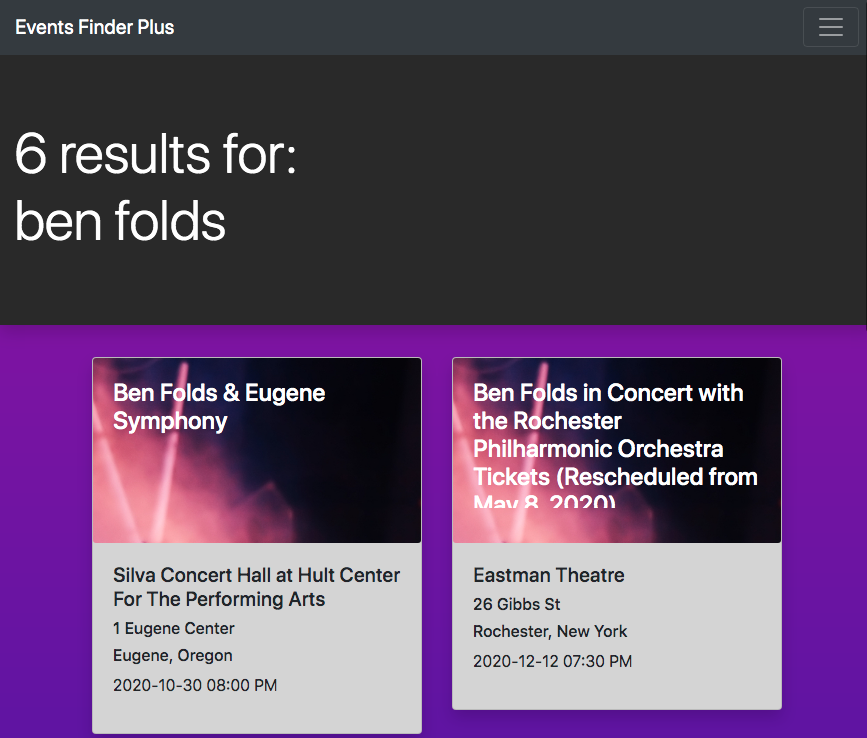 Events Finder Plus
6 results for:
ben folds
Ben Folds & Eugene
Symphony
Silva Concert Hall at Hult Center
For The Performing Arts
1 Eugene Center
Eugene, Oregon
2020-10-30 08:00 PM
Ben Folds in Concert with
the Rochester
Philharmonic Orchestra
Tickets (Rescheduled from
May 8, 2020)
Eastman Theatre
26 Gibbs St
Rochester, New York
2020-12-12 07:30 PM